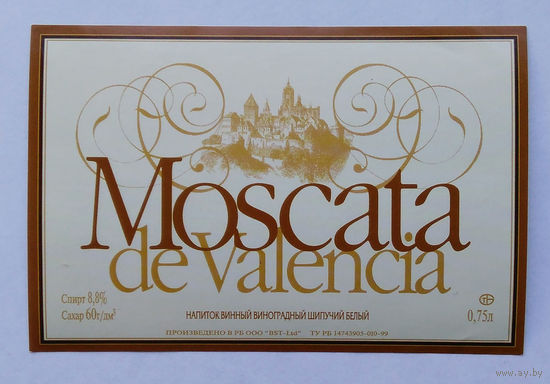 Moscata
de Valencia
Спирт 8,8%
Сахар 60г/дм³
НАПИТОК ВИННЫЙ ВИНОГРАДНЫЙ ШИПУЧИЙ БЕЛЫЙ
0,75л
ПРОИЗВЕДЕНО В РБ ООО "BST-Ltd" ТУ РБ 14743905-010-99
www.ay.by